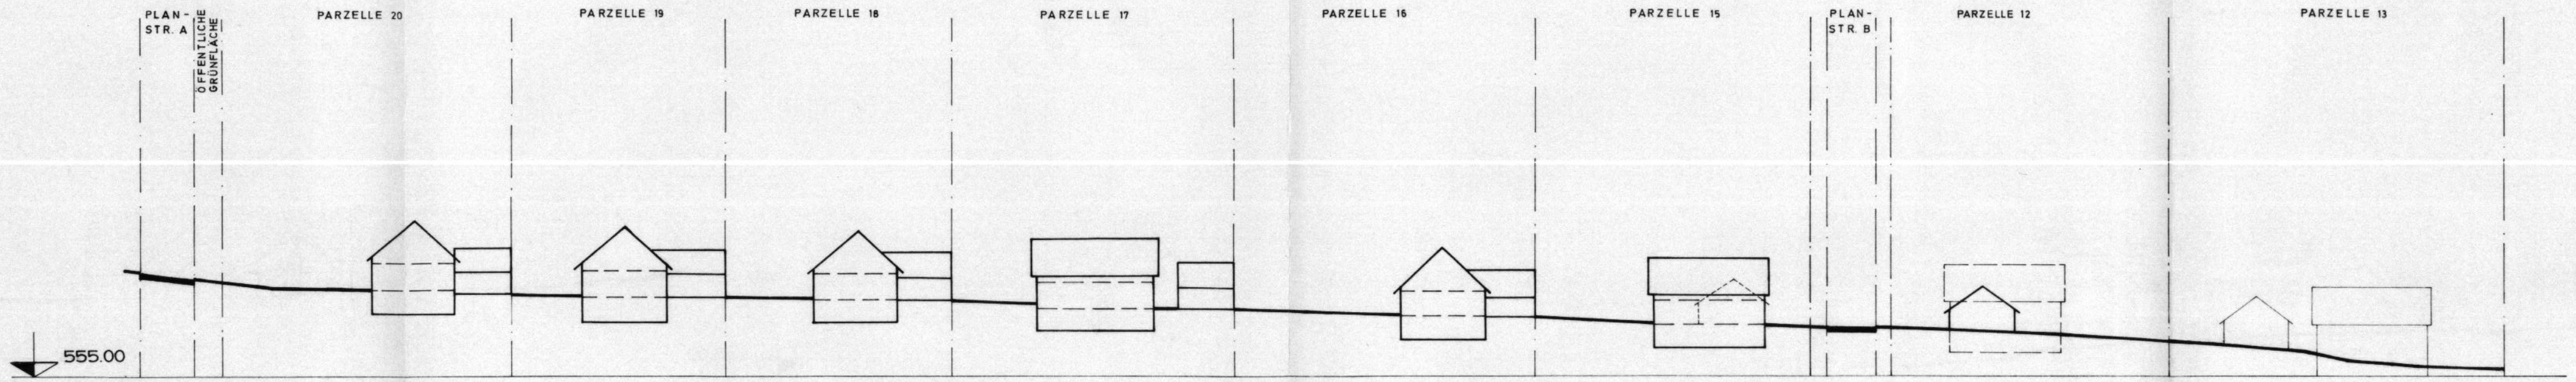 PLAN-
STR. A
ÖFFENTLICHE
GRÜNFLÄCHE
PARZELLE 20
PARZELLE 19
PARZELLE 18
PARZELLE 17
PARZELLE 16
PARZELLE 15
PLAN-
STR. B
PARZELLE 12
PARZELLE 13
555.00